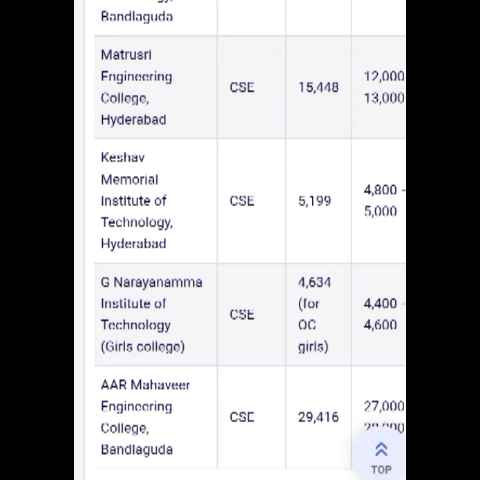 Bandlaguda
Matrusri
Engineering
College,
Hyderabad
CSE
15,448
12,000
13,000
Keshav
Memorial
Institute of
Technology,
Hyderabad
CSE
5,199
4,800 -
5,000
G Narayanamma
Institute of
Technology
(Girls college)
CSE
4,634
(for
OC
girls)
4,400 -
4,600
AAR Mahaveer
Engineering
College,
Bandlaguda
CSE
29,416
27,000
TOP